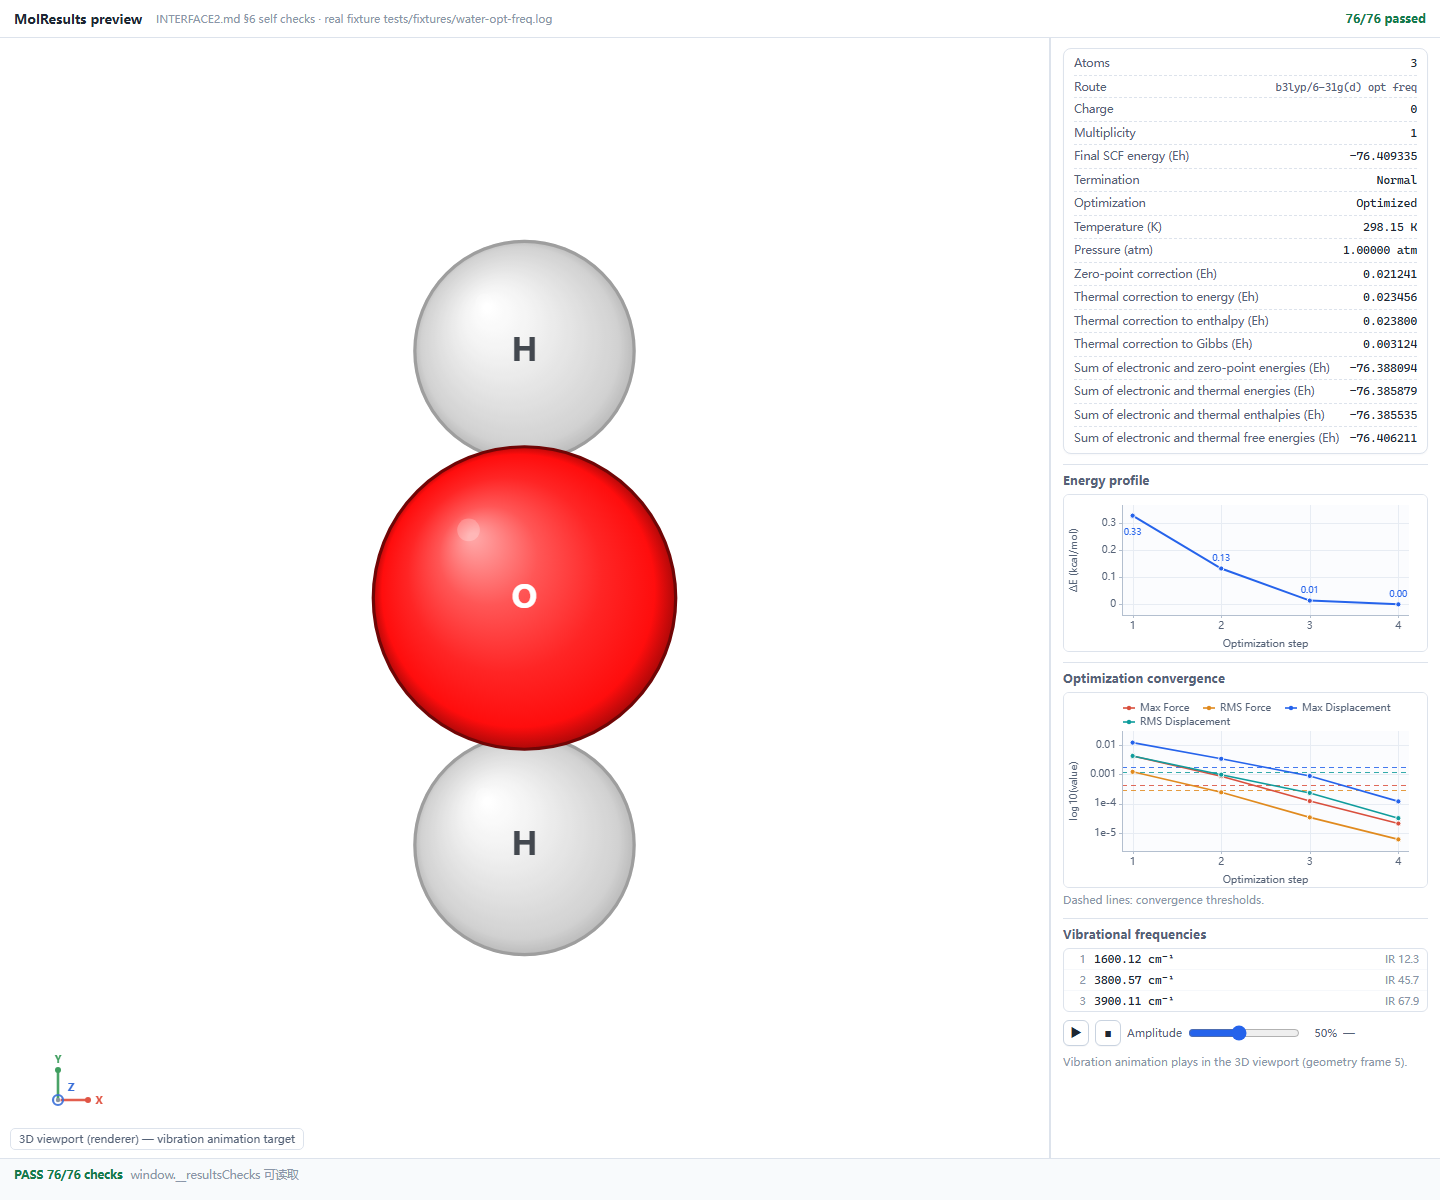 MolResults preview INTERFACE2.md §6 self checks · real fixture tests/fixtures/water-opt-freq.log 76/76 passed
H
O
H
Y
Z
X
3D viewport (renderer) — vibration animation target
Atoms 3
Route b3lyp/6-31g(d) opt freq
Charge 0
Multiplicity 1
Final SCF energy (Eh) −76.409335
Termination Normal
Optimization Optimized
Temperature (K) 298.15 K
Pressure (atm) 1.00000 atm
Zero-point correction (Eh) 0.021241
Thermal correction to energy (Eh) 0.023456
Thermal correction to enthalpy (Eh) 0.023800
Thermal correction to Gibbs (Eh) 0.003124
Sum of electronic and zero-point energies (Eh) −76.388094
Sum of electronic and thermal energies (Eh) −76.385879
Sum of electronic and thermal enthalpies (Eh) −76.385535
Sum of electronic and thermal free energies (Eh) −76.406211
Energy profile
ΔE (kcal/mol)
0.3
0.2
0.1
0
0.33
0.13
0.01
0.00
1 2 3 4
Optimization step
Optimization convergence
Max Force RMS Force Max Displacement
RMS Displacement
log10(value)
0.01
0.001
1e-4
1e-5
1 2 3 4
Optimization step
Dashed lines: convergence thresholds.
Vibrational frequencies
1 1600.12 cm⁻¹ IR 12.3
2 3800.57 cm⁻¹ IR 45.7
3 3900.11 cm⁻¹ IR 67.9
Amplitude 50% —
Vibration animation plays in the 3D viewport (geometry frame 5).
PASS 76/76 checks window.__resultsChecks 可读取